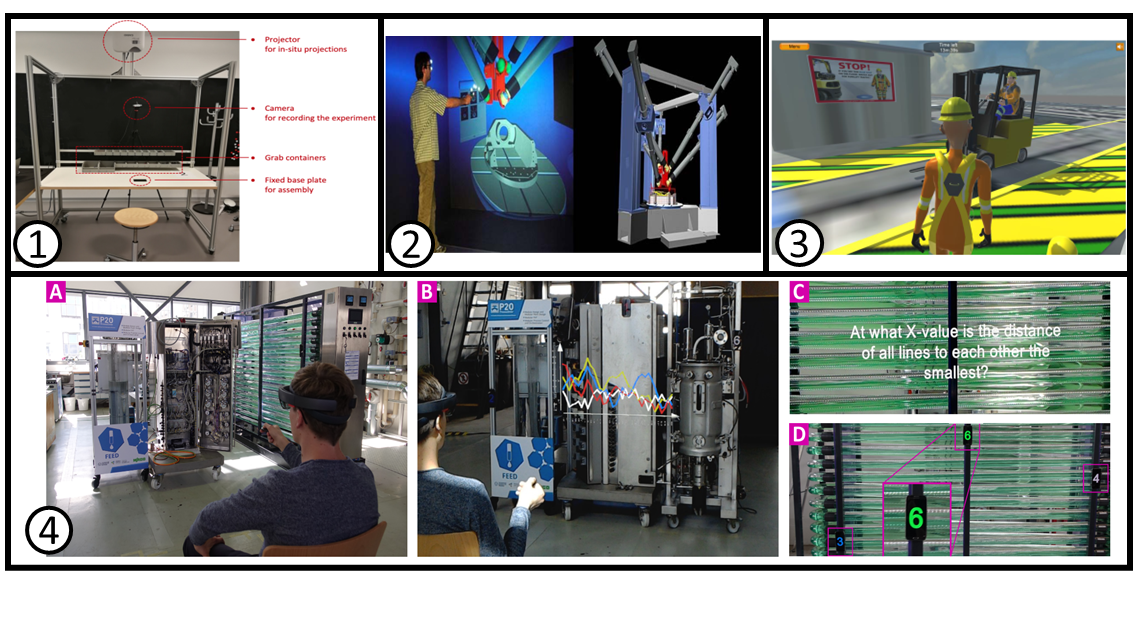 Projector
for in-situ projections
Camera
for recording the experiment
Grab containers
Fixed base plate
for assembly
1
2
Menu
Time left
STOP!
3
A
P20
FEED
4
B
P20
6
FEED
C
At what X-value is the distance
of all lines to each other the
smallest?
D
6
4
6
3